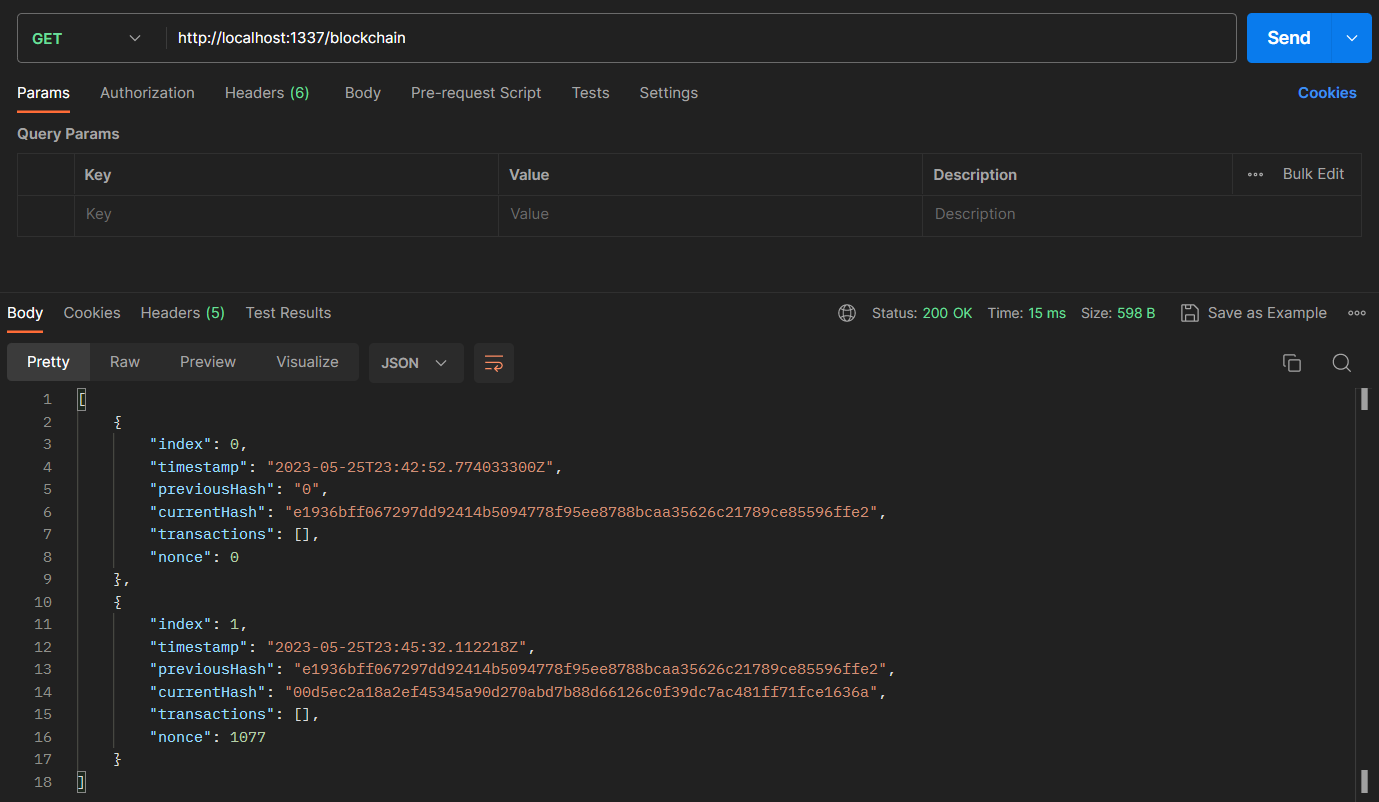 GET http://localhost:1337/blockchain Send
Params Authorization Headers (6) Body Pre-request Script Tests Settings Cookies
Query Params
Key Value Description Bulk Edit
Key Value Description
Body Cookies Headers (5) Test Results Status: 200 OK Time: 15 ms Size: 598 B Save as Example
Pretty Raw Preview Visualize JSON
1 [
2 {
3 "index": 0,
4 "timestamp": "2023-05-25T23:42:52.774033300Z",
5 "previousHash": "0",
6 "currentHash": "e1936bff067297dd92414b5094778f95ee8788bcaa35626c21789ce85596ffe2",
7 "transactions": [],
8 "nonce": 0
9 },
10 {
11 "index": 1,
12 "timestamp": "2023-05-25T23:45:32.112218Z",
13 "previousHash": "e1936bff067297dd92414b5094778f95ee8788bcaa35626c21789ce85596ffe2",
14 "currentHash": "00d5ec2a18a2ef45345a90d270abd7b88d66126c0f39dc7ac481ff71fce1636a",
15 "transactions": [],
16 "nonce": 1077
17 }
18 ]